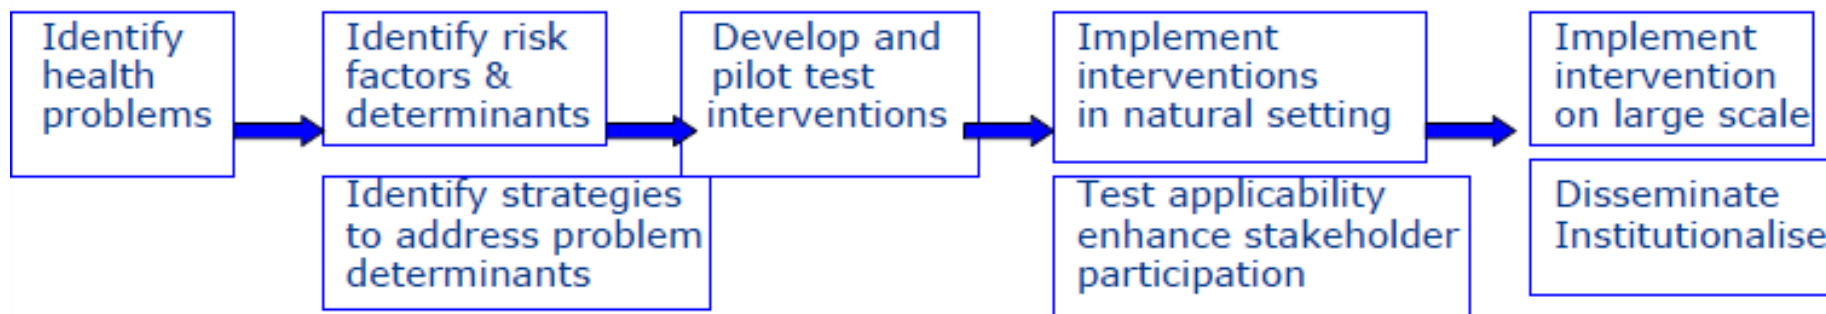 Identify
health
problems
Identify risk
factors &
determinants
Identify strategies
to address problem
determinants
Develop and
pilot test
interventions
Implement
interventions
in natural setting
Test applicability
enhance stakeholder
participation
Implement
intervention
on large scale
Disseminate
Institutionalise